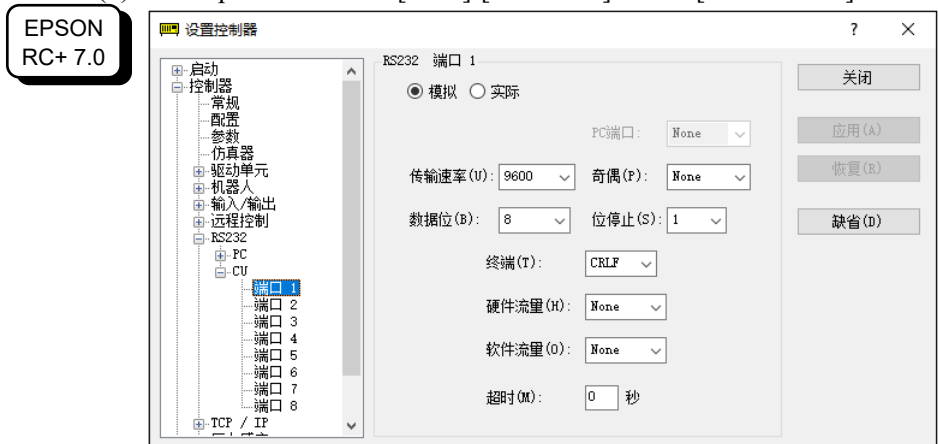 EPSON
RC+ 7.0
设置控制器
?
启动
控制器
常规
配置
参数
仿真器
驱动单元
机器人
输入/输出
远程控制
RS232
PC
CU
端口 1
端口 2
端口 3
端口 4
端口 5
端口 6
端口 7
端口 8
TCP / IP
RS232 端口 1
模拟 实际
PC端口: None
传输速率(U): 9600 奇偶(P): None
数据位(B): 8 位停止(S): 1
终端(T): CRLF
硬件流量(H): None
软件流量(O): None
超时(M): 0 秒
关闭
应用(A)
恢复(R)
缺省(D)